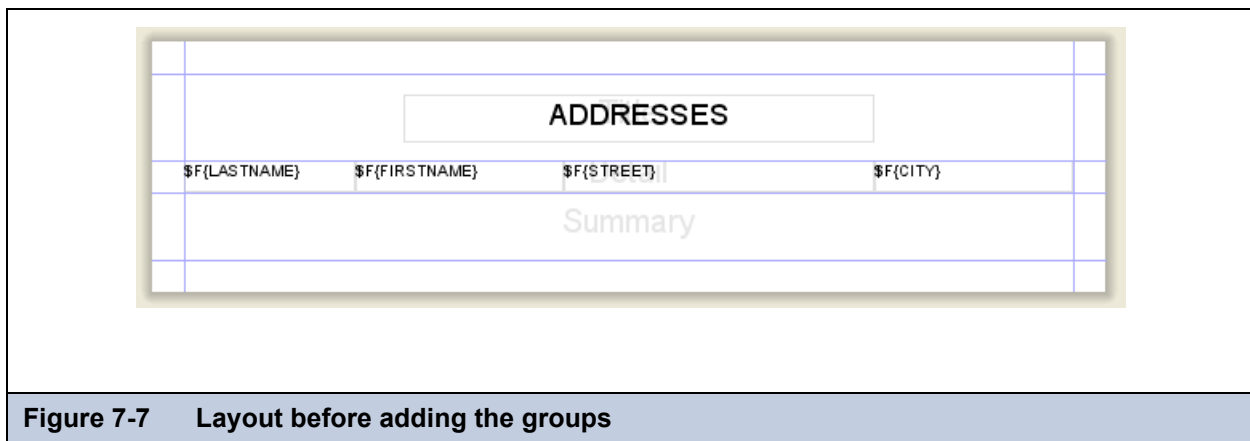 ADDRESSES
$F{LASTNAME} $F{FIRSTNAME} $F{STREET} $F{CITY}
Summary
Figure 7-7 Layout before adding the groups